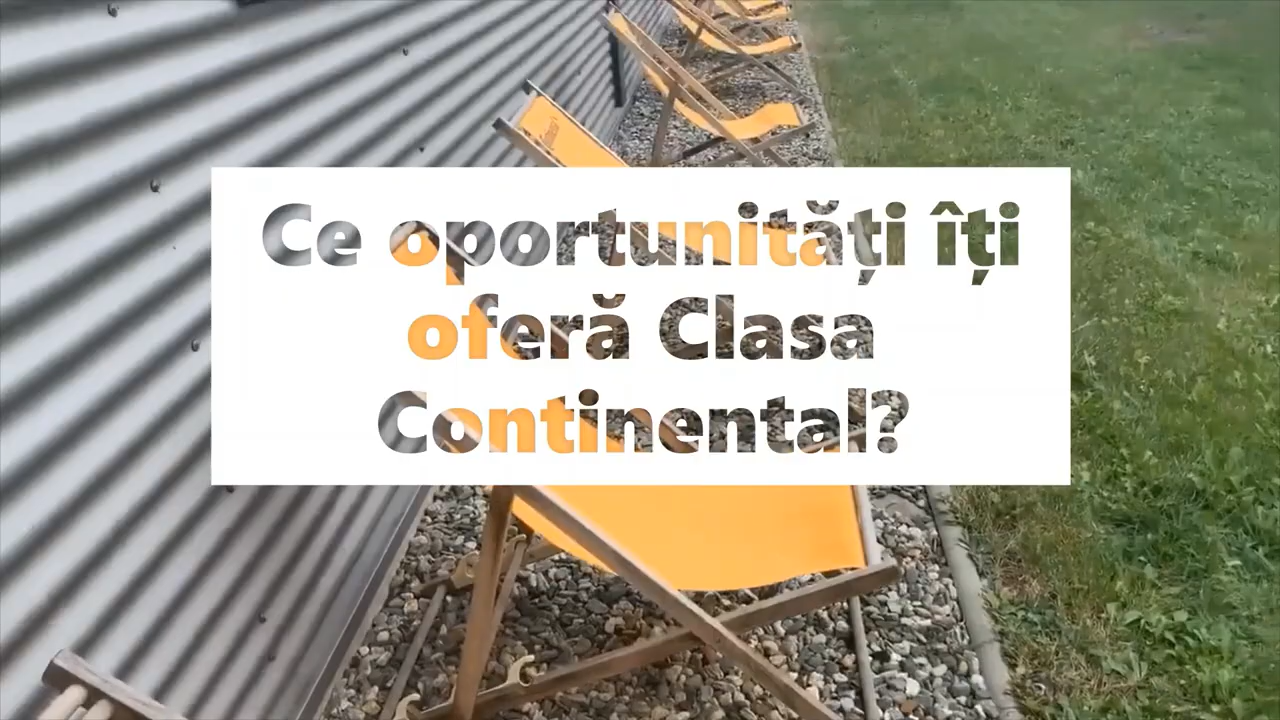 Ce oportunități îți
oferă Clasa
Continental?